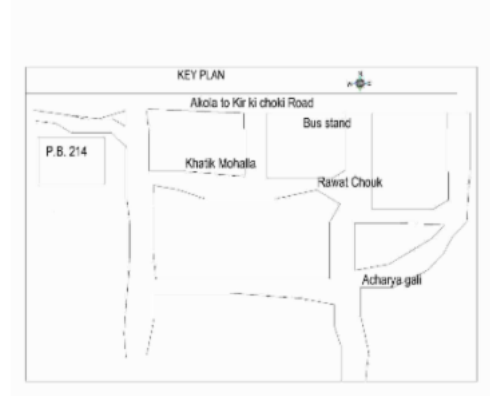 KEY PLAN
Akola to Kir ki choki Road
Bus stand
P.B. 214
Khatik Mohalla
Rawat Chouk
Acharya gali